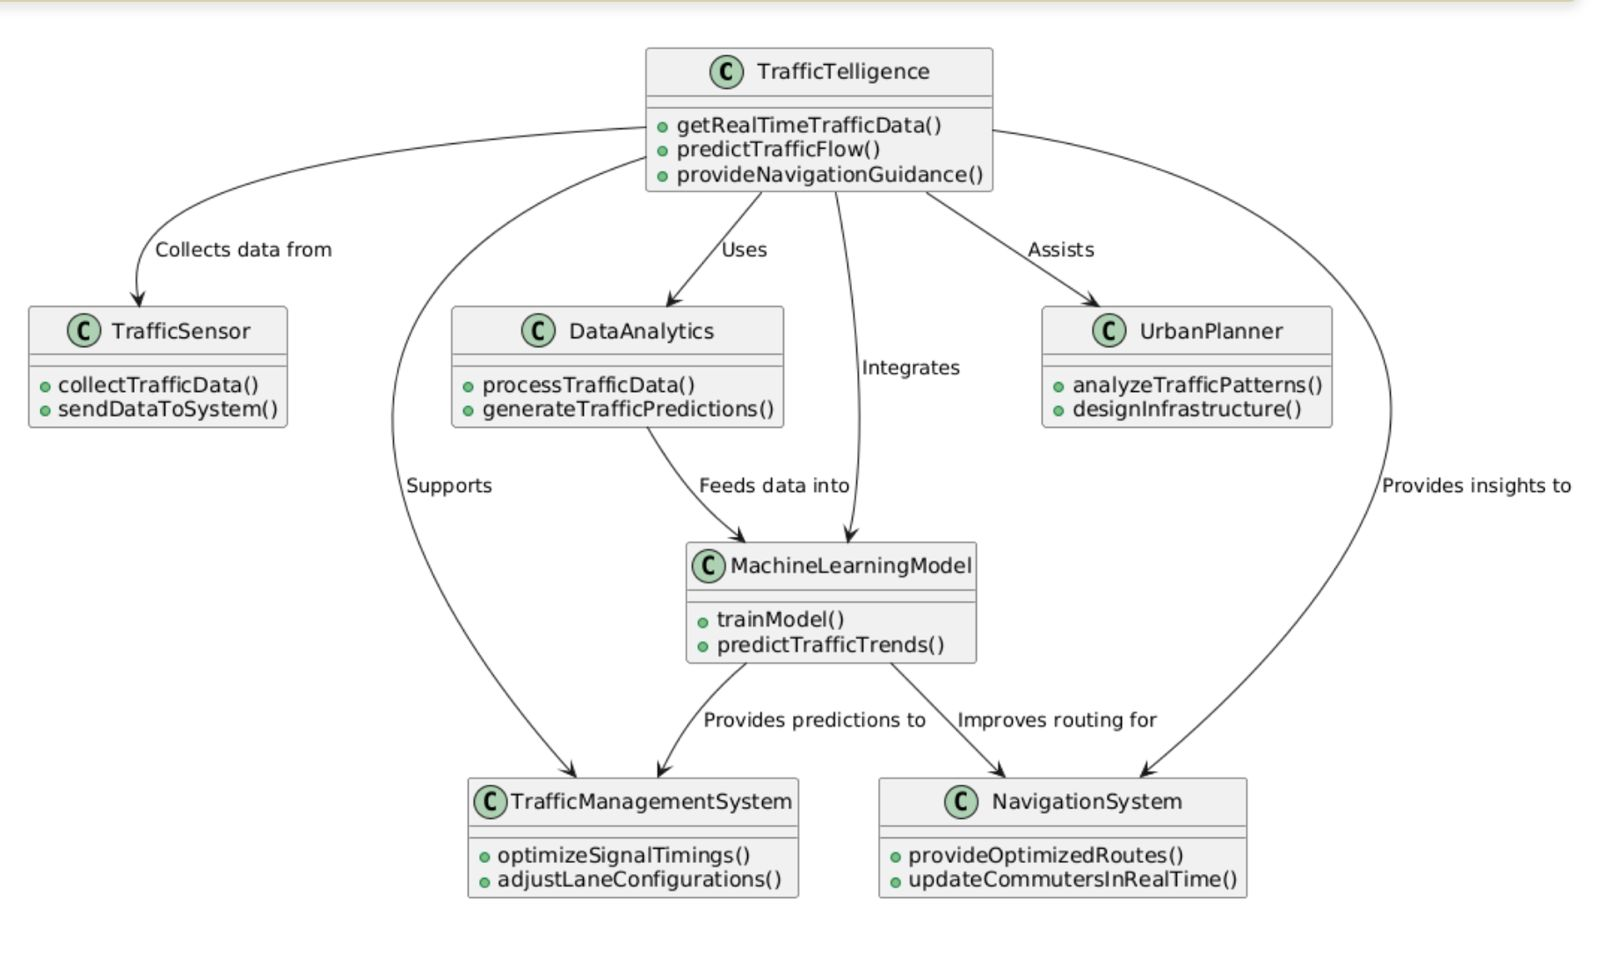 C TrafficTelligence
getRealTimeTrafficData()
predictTrafficFlow()
provideNavigationGuidance()
Collects data from
Uses
Assists
C TrafficSensor
collectTrafficData()
sendDataToSystem()
C DataAnalytics
processTrafficData()
generateTrafficPredictions()
Integrates
C UrbanPlanner
analyzeTrafficPatterns()
designInfrastructure()
Supports
Feeds data into
Provides insights to
C MachineLearningModel
trainModel()
predictTrafficTrends()
Provides predictions to
Improves routing for
C TrafficManagementSystem
optimizeSignalTimings()
adjustLaneConfigurations()
C NavigationSystem
provideOptimizedRoutes()
updateCommutersInRealTime()